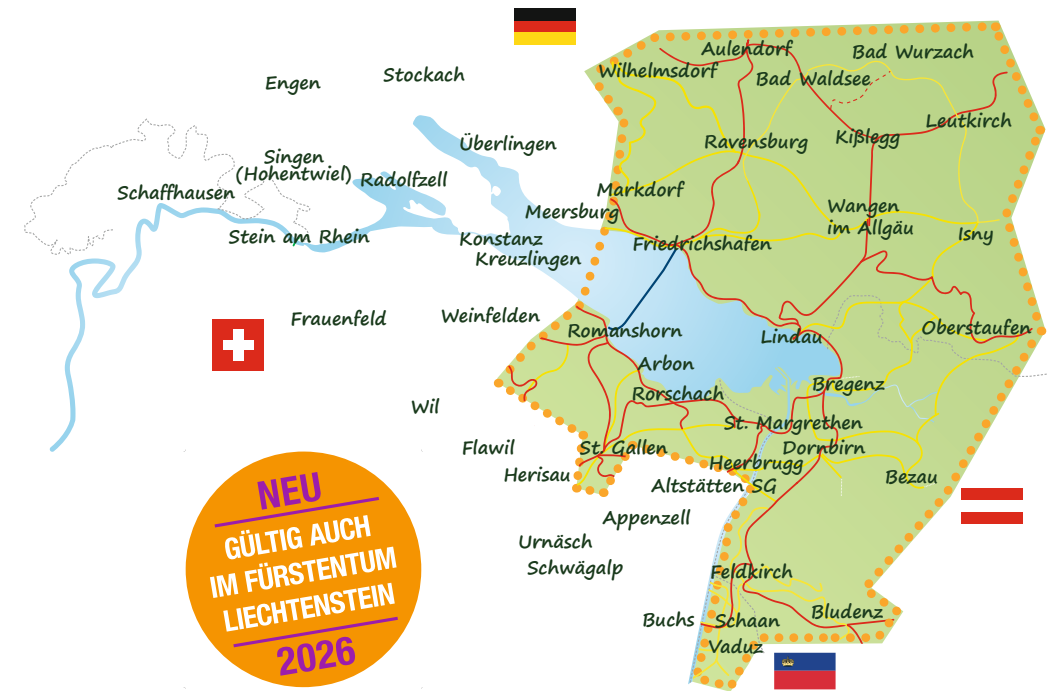 Aulendorf
Bad Wurzach
Wilhelmsdorf
Bad Waldsee
Stockach
Engen
Leutkirch
Kißlegg
Ravensburg
Überlingen
Singen
(Hohentwiel)
Radolfzell
Schaffhausen
Markdorf
Meersburg
Wangen
im Allgäu
Isny
Stein am Rhein
Konstanz
Kreuzlingen
Friedrichshafen
Frauenfeld
Weinfelden
Romanshorn
Lindau
Oberstaufen
Arbon
Rorschach
Bregenz
Wil
St. Margrethen
Flawil
St. Gallen
Dornbirn
Heerbrugg
Herisau
Altstätten SG
Bezau
Appenzell
Urnäsch
Schwägalp
Feldkirch
Buchs
Schaan
Bludenz
Vaduz
NEU
GÜLTIG AUCH
IM FÜRSTENTUM
LIECHTENSTEIN
2026